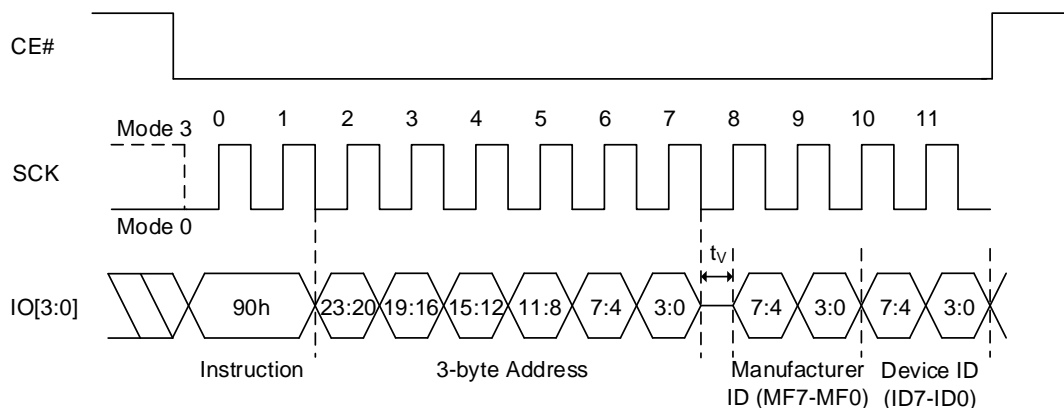 CE#
Mode 3
0 1 2 3 4 5 6 7 8 9 10 11
SCK
Mode 0
tV
IO[3:0]
90h 23:20 19:16 15:12 11:8 7:4 3:0 7:4 3:0 7:4 3:0
Instruction 3-byte Address Manufacturer Device ID
ID (MF7-MF0) (ID7-ID0)